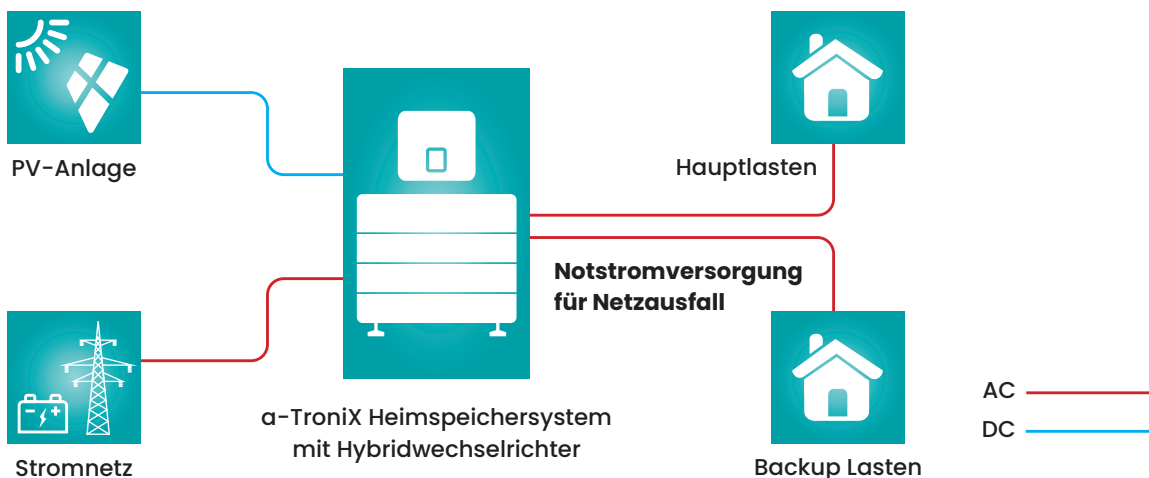 PV-Anlage
Hauptlasten
Notstromversorgung
für Netzausfall
AC
DC
α-TroniX Heimspeichersystem
mit Hybridwechselrichter
Stromnetz
Backup Lasten